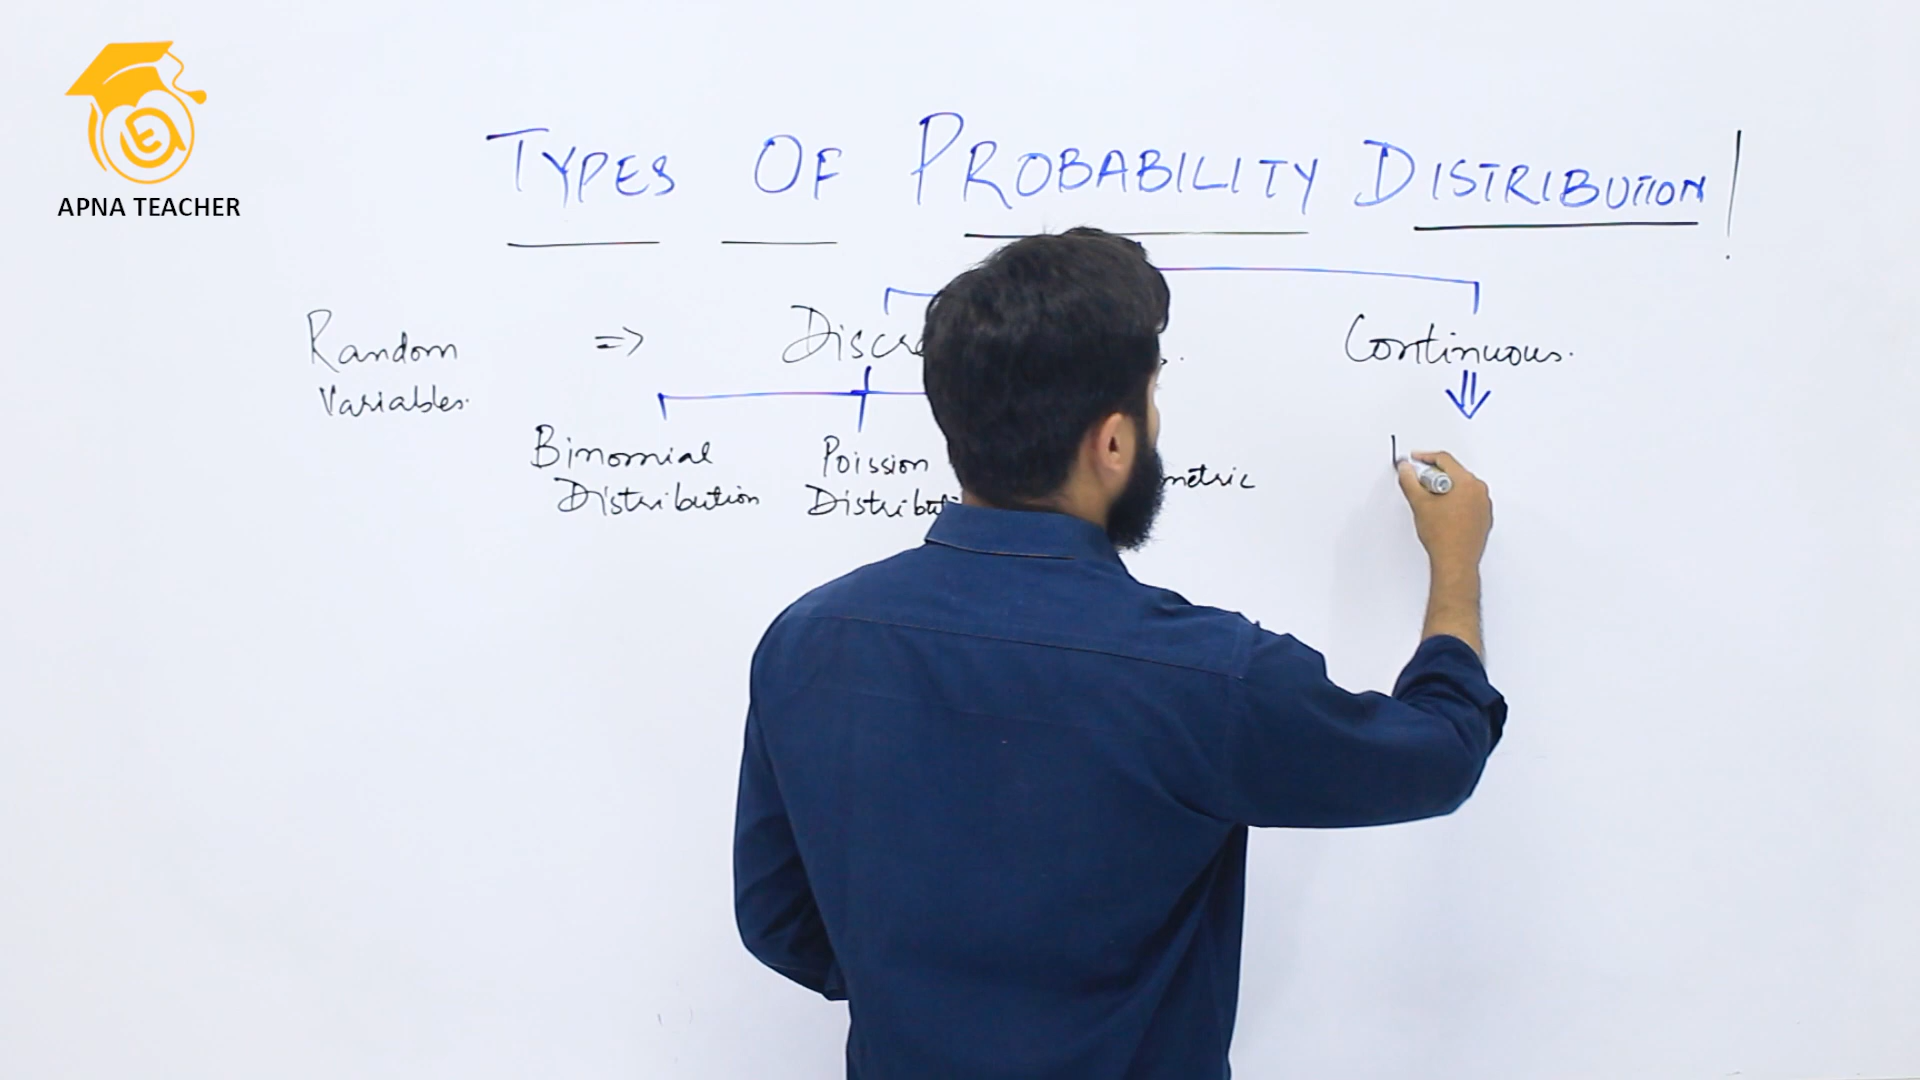 APNA TEACHER
TYPES OF PROBABILITY DISTRIBUTION!
Random => Continuous.
Variables.
Binomial Poission
Distribution